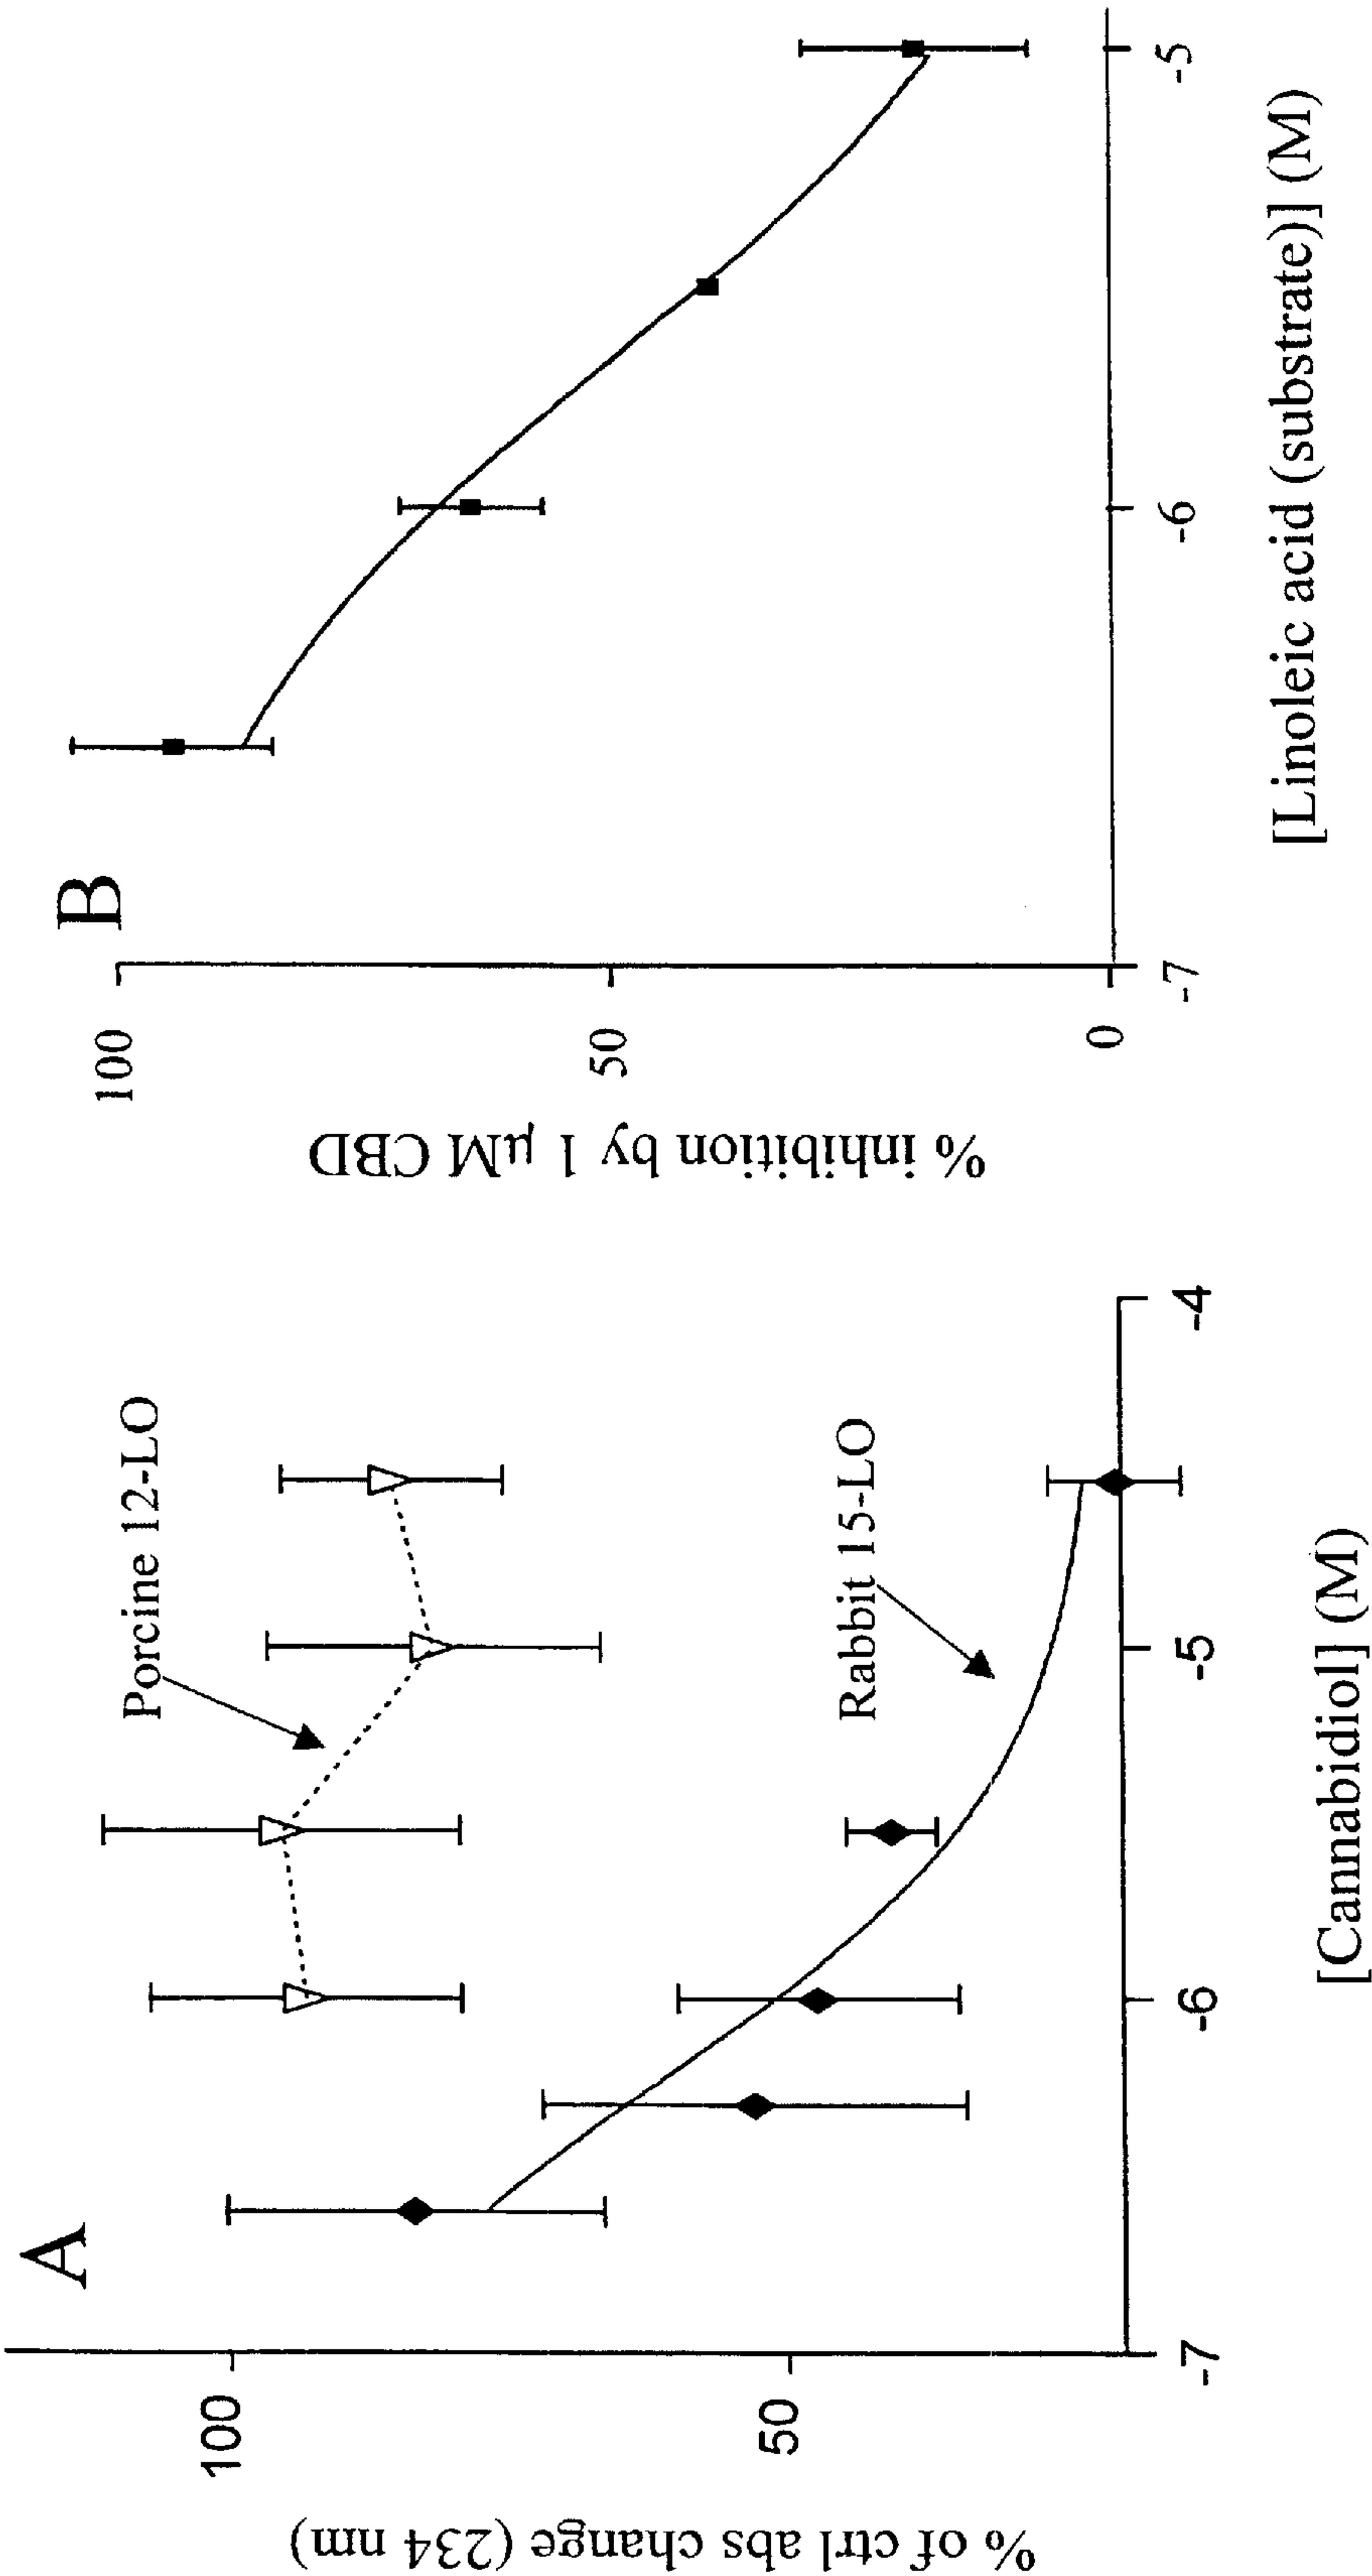 A
% of ctrl abs change (234 nm)
100
50
Porcine 12-LO
Rabbit 15-LO
-7
-6
-5
-4
[Cannabidiol] (M)
B
% inhibition by 1 µM CBD
100
50
0
-7
-6
-5
[Linoleic acid (substrate)] (M)